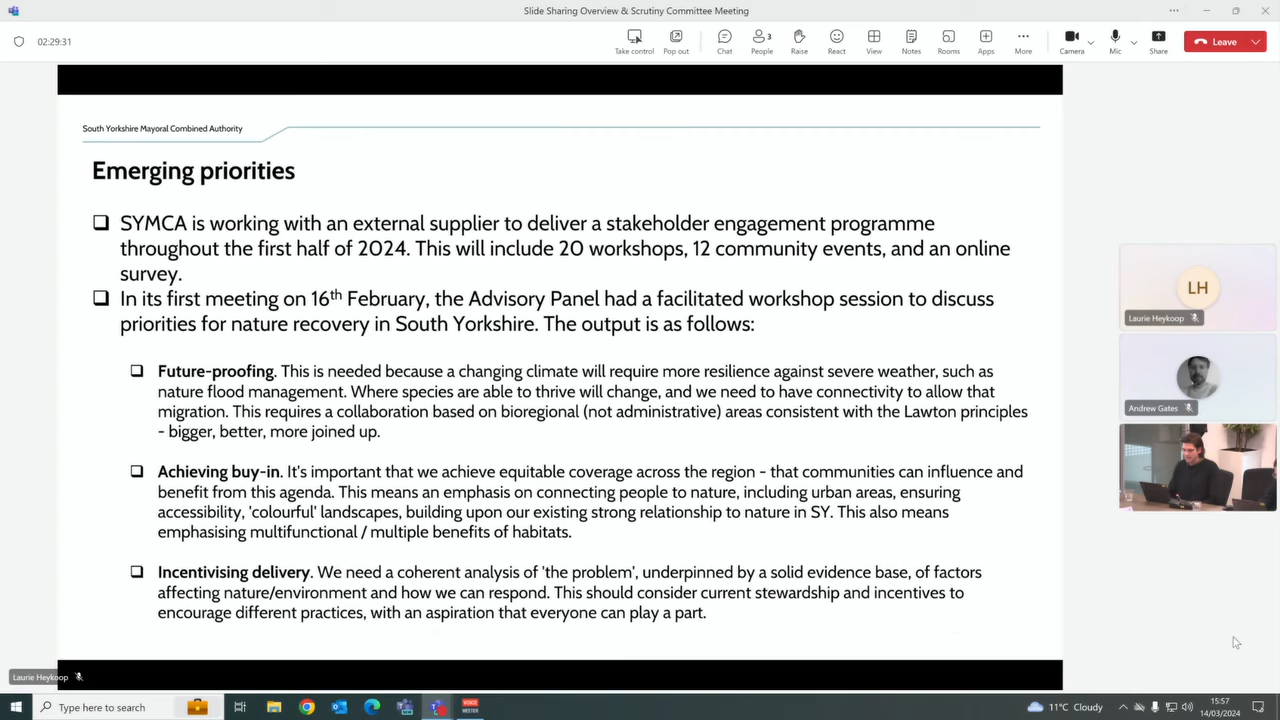 Slide Sharing Overview & Scrutiny Committee Meeting
02:29:31
Take control
Pop out
Chat
3
People
Raise
React
View
Notes
Rooms
Apps
More
Camera
Mic
Share
Leave
South Yorkshire Mayoral Combined Authority
Emerging priorities
SYMCA is working with an external supplier to deliver a stakeholder engagement programme
throughout the first half of 2024. This will include 20 workshops, 12 community events, and an online
survey.
In its first meeting on 16th February, the Advisory Panel had a facilitated workshop session to discuss
priorities for nature recovery in South Yorkshire. The output is as follows:
Future-proofing. This is needed because a changing climate will require more resilience against severe weather, such as
nature flood management. Where species are able to thrive will change, and we need to have connectivity to allow that
migration. This requires a collaboration based on bioregional (not administrative) areas consistent with the Lawton principles
- bigger, better, more joined up.
Achieving buy-in. It's important that we achieve equitable coverage across the region - that communities can influence and
benefit from this agenda. This means an emphasis on connecting people to nature, including urban areas, ensuring
accessibility, 'colourful' landscapes, building upon our existing strong relationship to nature in SY. This also means
emphasising multifunctional / multiple benefits of habitats.
Incentivising delivery. We need a coherent analysis of 'the problem', underpinned by a solid evidence base, of factors
affecting nature/environment and how we can respond. This should consider current stewardship and incentives to
encourage different practices, with an aspiration that everyone can play a part.
LH
Laurie Heykoop
Andrew Gates
Laurie Heykoop
Type here to search
VOICE
MEETER
11°C Cloudy
15:57
14/03/2024